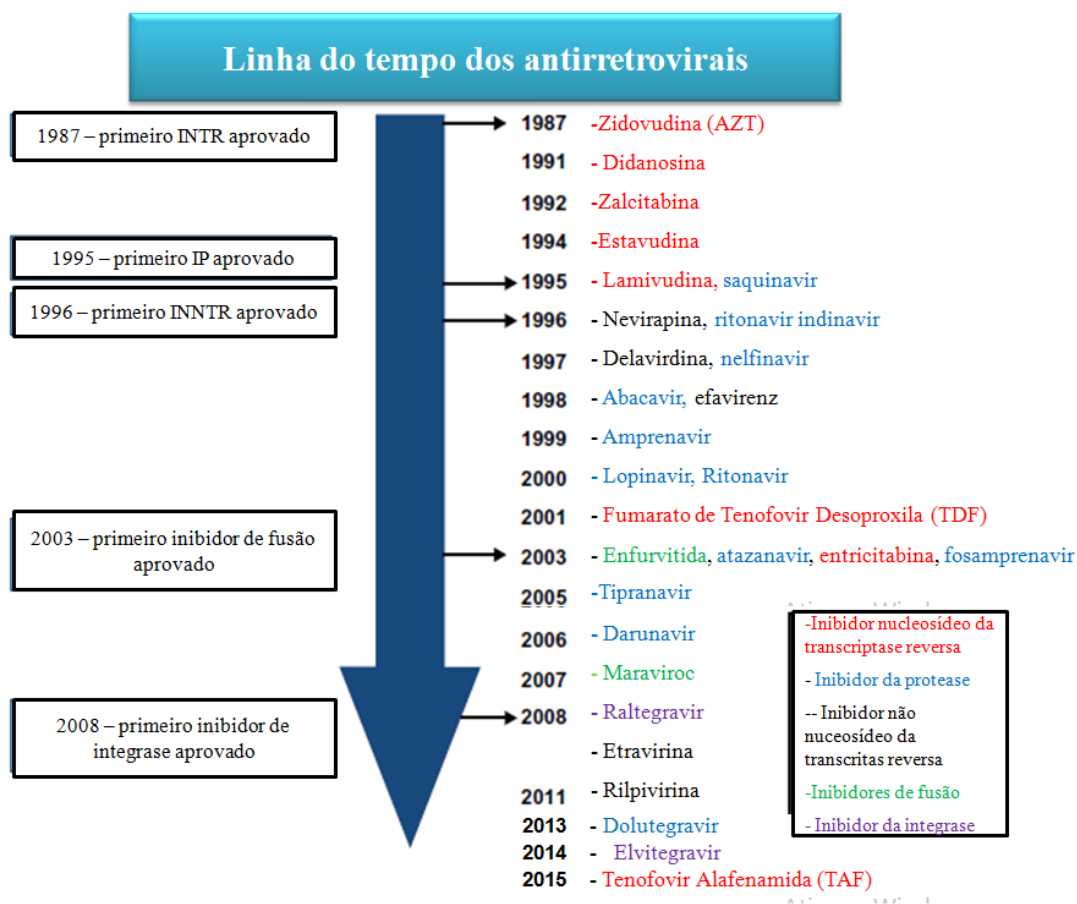 Linha do tempo dos antirretrovirais
1987 – primeiro INTR aprovado
1995 – primeiro IP aprovado
1996 – primeiro INNTR aprovado
2003 – primeiro inibidor de fusão
aprovado
2008 – primeiro inibidor de
integrase aprovado
1987 -Zidovudina (AZT)
1991 - Didanosina
1992 -Zalcitabina
1994 -Estavudina
1995 - Lamivudina, saquinavir
1996 - Nevirapina, ritonavir indinavir
1997 - Delavirdina, nelfinavir
1998 - Abacavir, efavirenz
1999 - Amprenavir
2000 - Lopinavir, Ritonavir
2001 - Fumarato de Tenofovir Desoproxila (TDF)
2003 - Enfurvitida, atazanavir, entricitabina, fosamprenavir
2005 -Tipranavir
2006 - Darunavir
2007 - Maraviroc
2008 - Raltegravir
- Etravirina
2011 - Rilpivirina
2013 - Dolutegravir
2014 - Elvitegravir
2015 - Tenofovir Alafenamida (TAF)
-Inibidor nucleosídeo da
transcriptase reversa
- Inibidor da protease
-- Inibidor não
nuceosídeo da
transcritas reversa
-Inibidores de fusão
- Inibidor da integrase